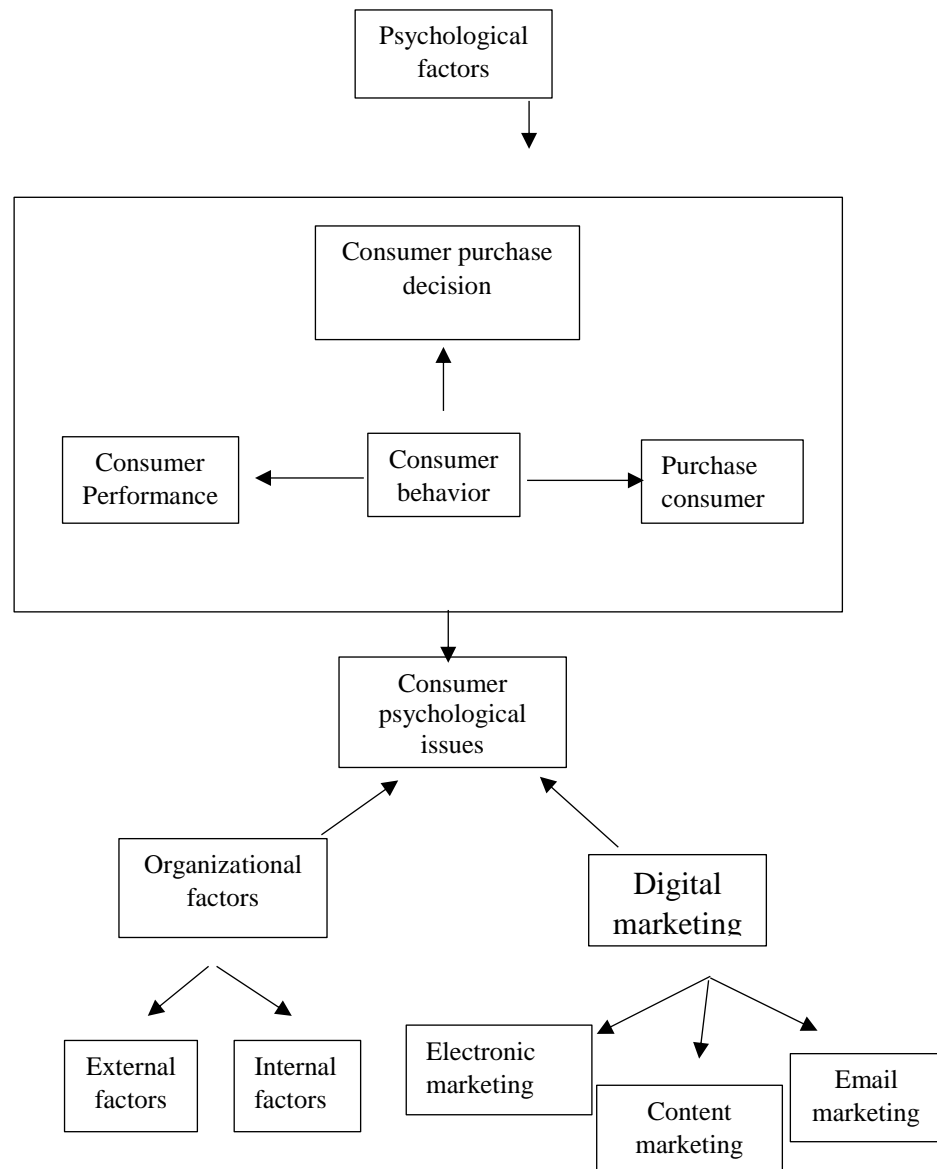 Psychological
factors
Consumer purchase
decision
Consumer
Performance
Consumer
behavior
Purchase
consumer
Consumer
psychological
issues
Organizational
factors
Digital
marketing
External
factors
Internal
factors
Electronic
marketing
Content
marketing
Email
marketing